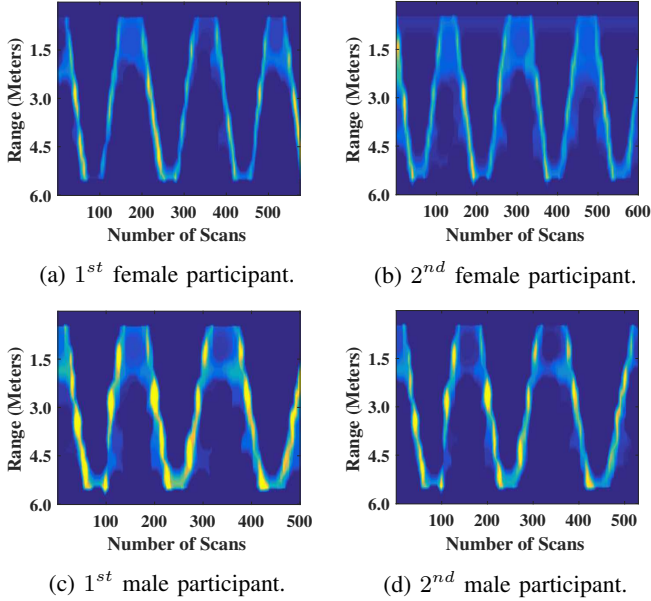 1.5
3.0
4.5
6.0
Range (Meters)
100 200 300 400 500
Number of Scans
(a) 1st female participant.
1.5
3.0
4.5
6.0
Range (Meters)
100 200 300 400 500 600
Number of Scans
(b) 2nd female participant.
1.5
3.0
4.5
6.0
Range (Meters)
100 200 300 400 500
Number of Scans
(c) 1st male participant.
1.5
3.0
4.5
6.0
Range (Meters)
100 200 300 400 500
Number of Scans
(d) 2nd male participant.